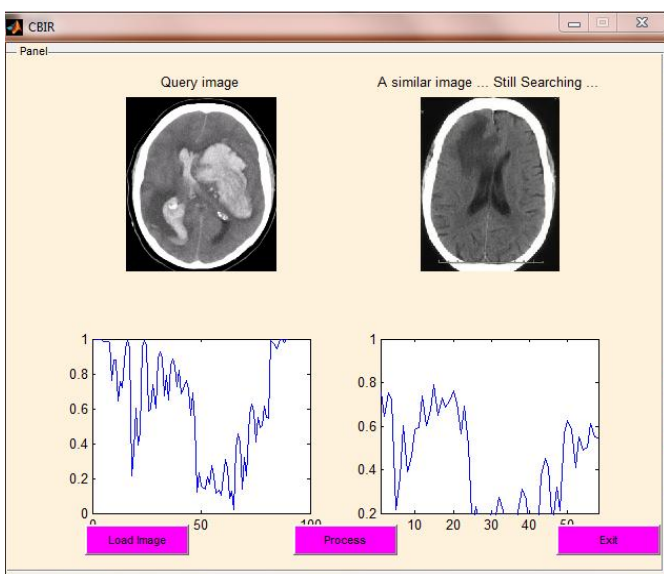 CBIR
Panel
Query image
A similar image ... Still Searching ...
1
0.8
0.6
0.4
0.2
0
0 50 100
1
0.8
0.6
0.4
0.2
10 20 30 40 50
Load Image
Process
Exit